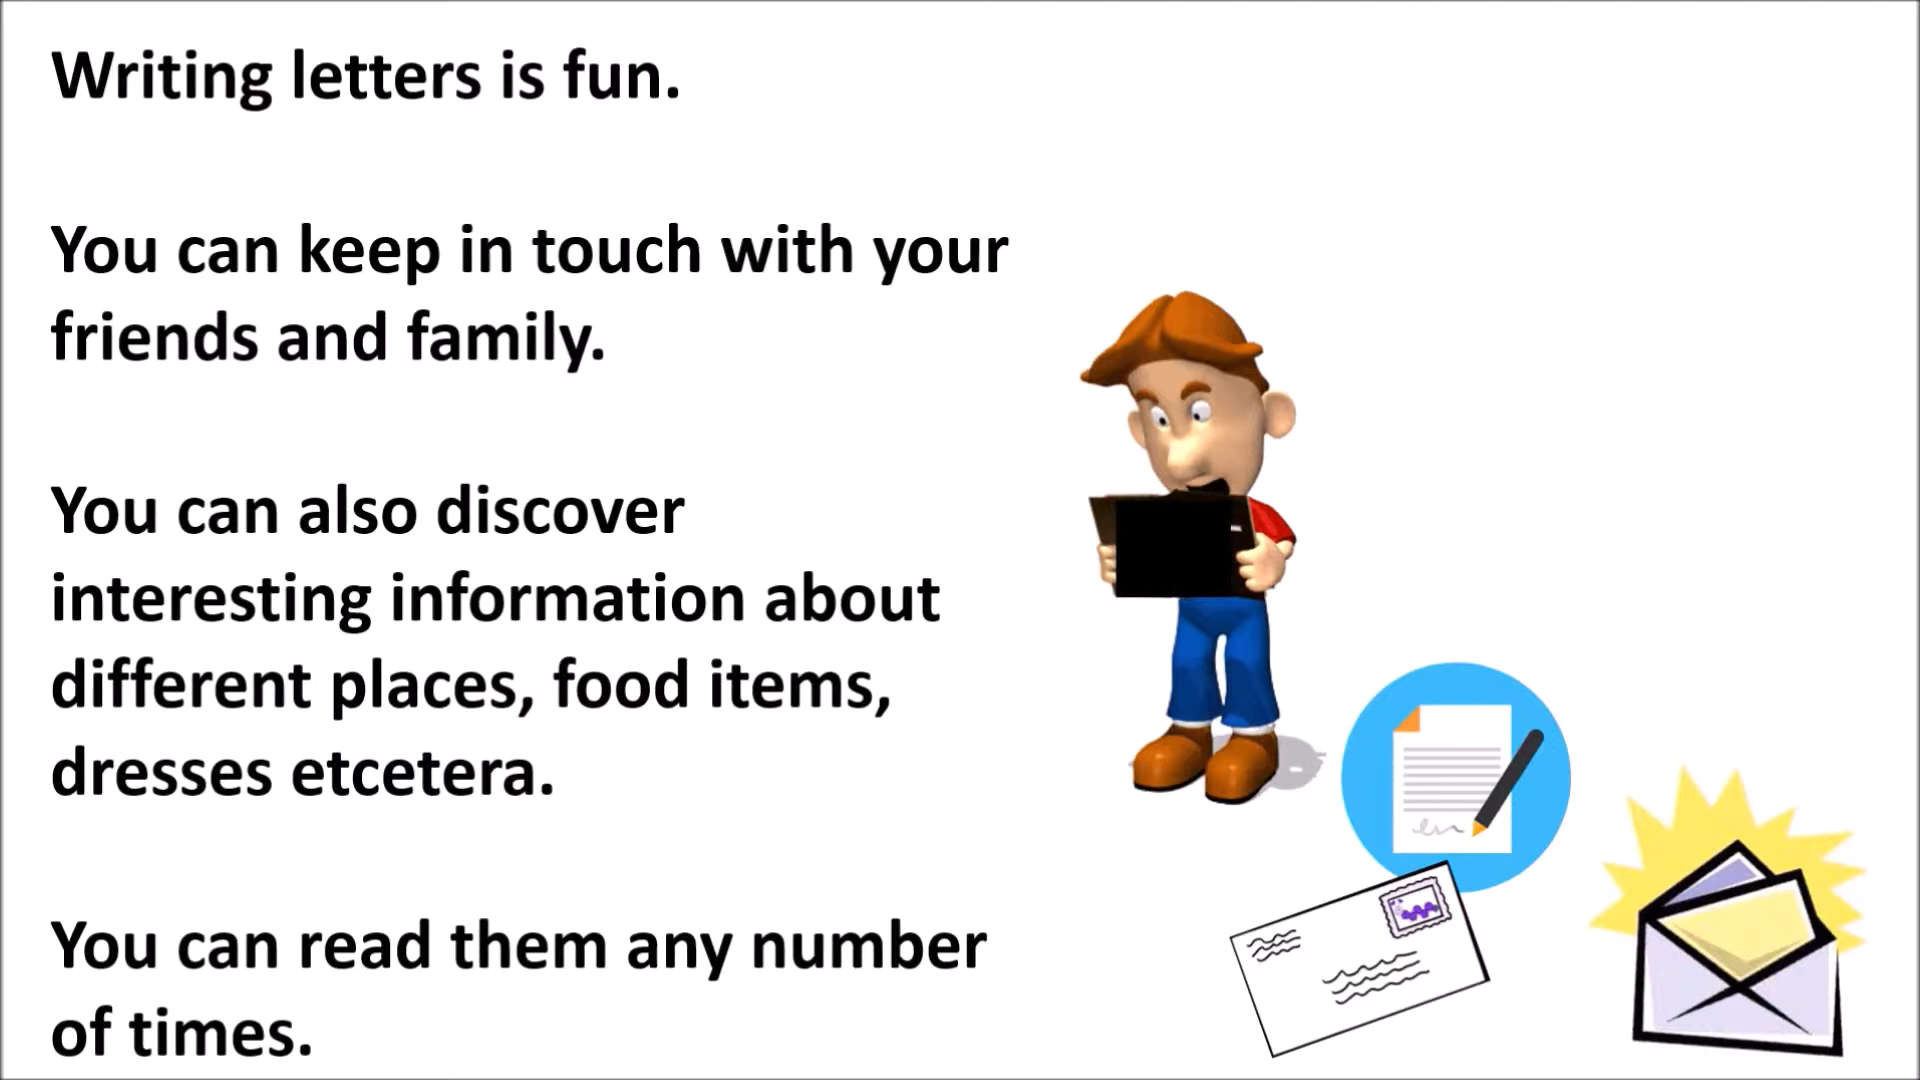 Writing letters is fun.
You can keep in touch with your
friends and family.
You can also discover
interesting information about
different places, food items,
dresses etcetera.
You can read them any number
of times.